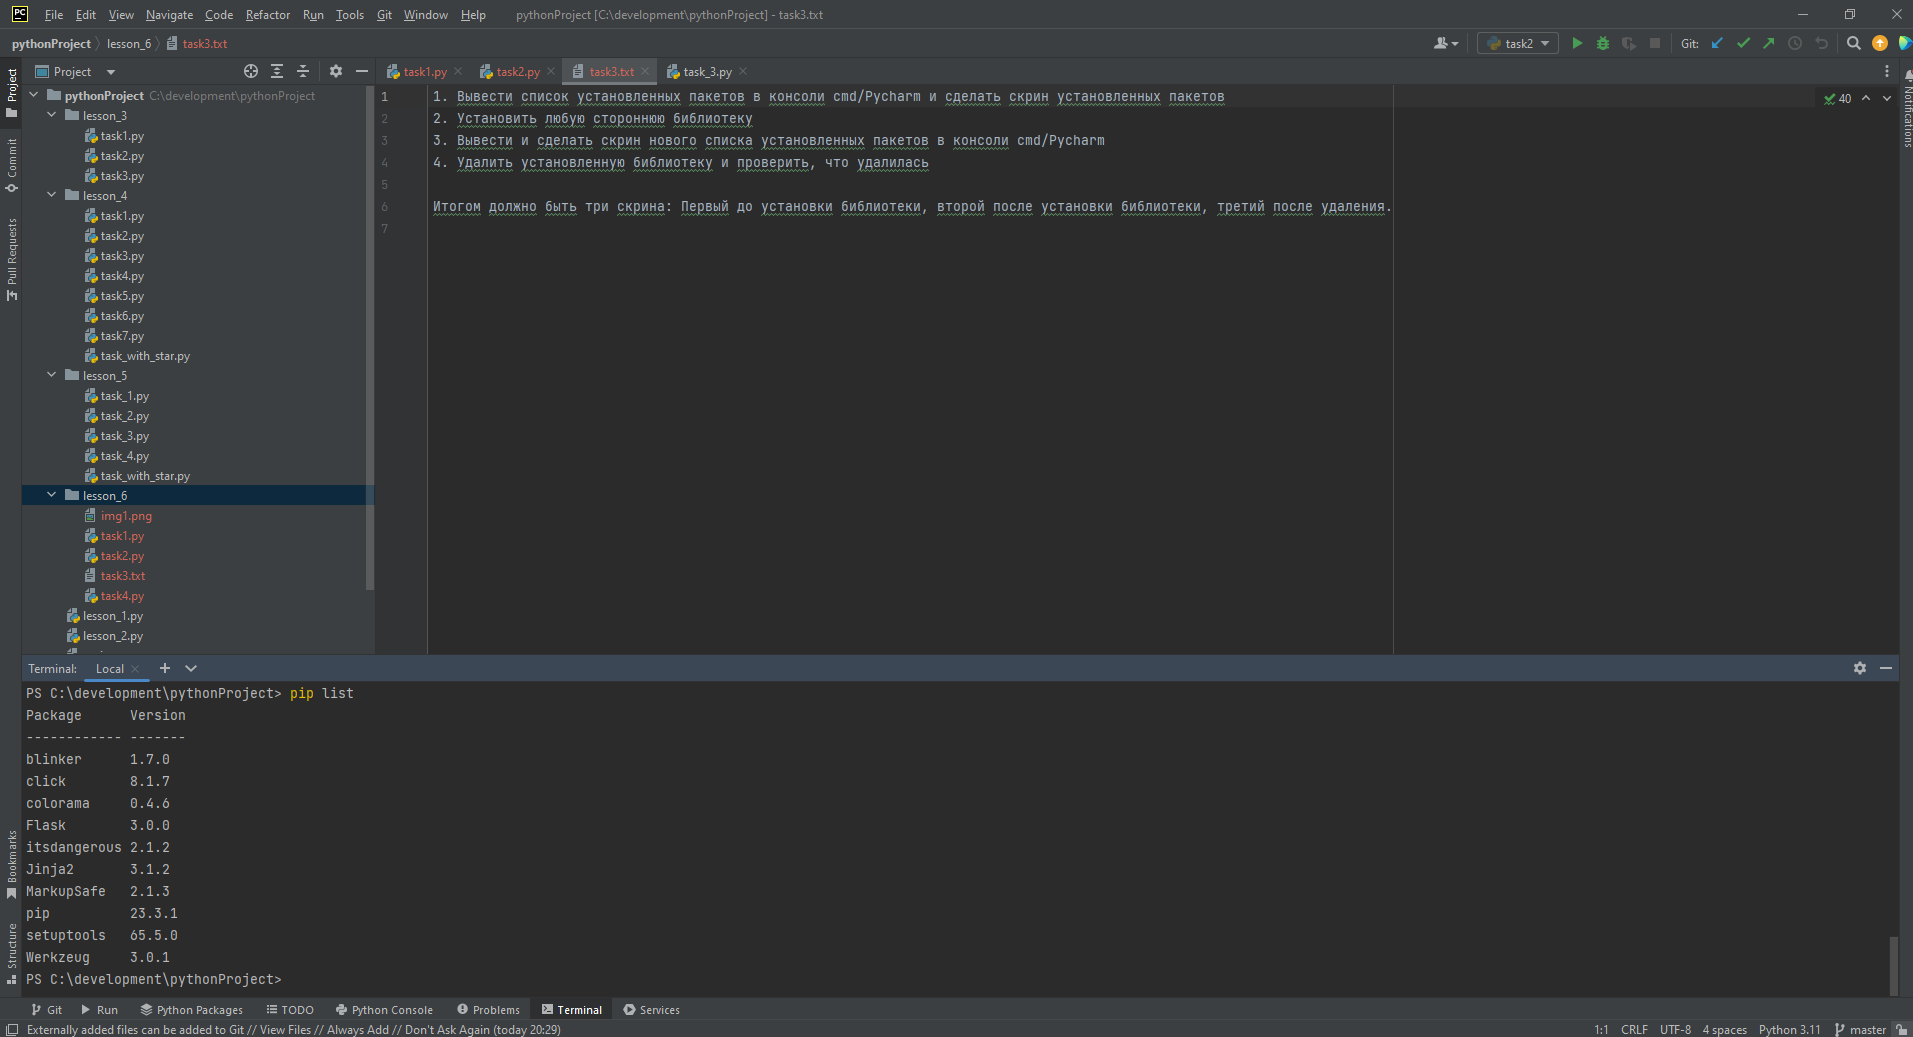 PC File Edit View Navigate Code Refactor Run Tools Git Window Help pythonProject [C:\development\pythonProject] - task3.txt
pythonProject lesson_6 task3.txt task2 Git:
Project task1.py task2.py task3.txt task_3.py
pythonProject C:\development\pythonProject
lesson_3
task1.py
task2.py
task3.py
lesson_4
task1.py
task2.py
task3.py
task4.py
task5.py
task6.py
task7.py
task_with_star.py
lesson_5
task_1.py
task_2.py
task_3.py
task_4.py
task_with_star.py
lesson_6
img1.png
task1.py
task2.py
task3.txt
task4.py
lesson_1.py
lesson_2.py
Project
Commit
Pull Requests
Bookmarks
Structure
Notifications
40
1 1. Вывести список установленных пакетов в консоли cmd/Pycharm и сделать скрин установленных пакетов
2 2. Установить любую стороннюю библиотеку
3 3. Вывести и сделать скрин нового списка установленных пакетов в консоли cmd/Pycharm
4 4. Удалить установленную библиотеку и проверить, что удалилась
5
6 Итогом должно быть три скрина: Первый до установки библиотеки, второй после установки библиотеки, третий после удаления.
7
Terminal: Local
PS C:\development\pythonProject> pip list
Package Version
------------ -------
blinker 1.7.0
click 8.1.7
colorama 0.4.6
Flask 3.0.0
itsdangerous 2.1.2
Jinja2 3.1.2
MarkupSafe 2.1.3
pip 23.3.1
setuptools 65.5.0
Werkzeug 3.0.1
PS C:\development\pythonProject>
Git Run Python Packages TODO Python Console Problems Terminal Services
Externally added files can be added to Git // View Files // Always Add // Don't Ask Again (today 20:29) 1:1 CRLF UTF-8 4 spaces Python 3.11 master